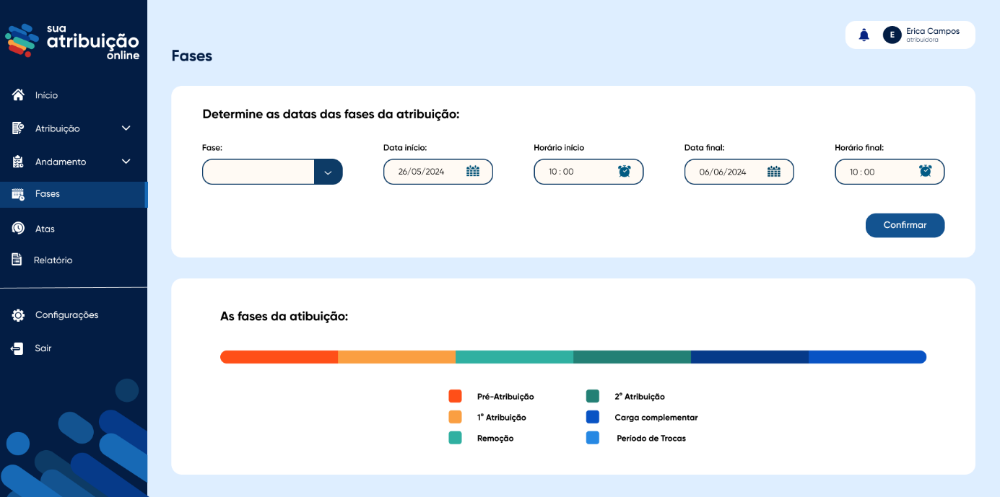 sua
atribuição
online
Início
Atribuição
Andamento
Fases
Atas
Relatório
Configurações
Sair
E
Erica Campos
atribuidora
Fases
Determine as datas das fases da atribuição:
Fase:
Data início:
26/05/2024
Horário início
10 : 00
Data final:
06/06/2024
Horário final:
10 : 00
Confirmar
As fases da atibuição:
Pré-Atribuição
1° Atribuição
Remoção
2° Atribuição
Carga complementar
Período de Trocas